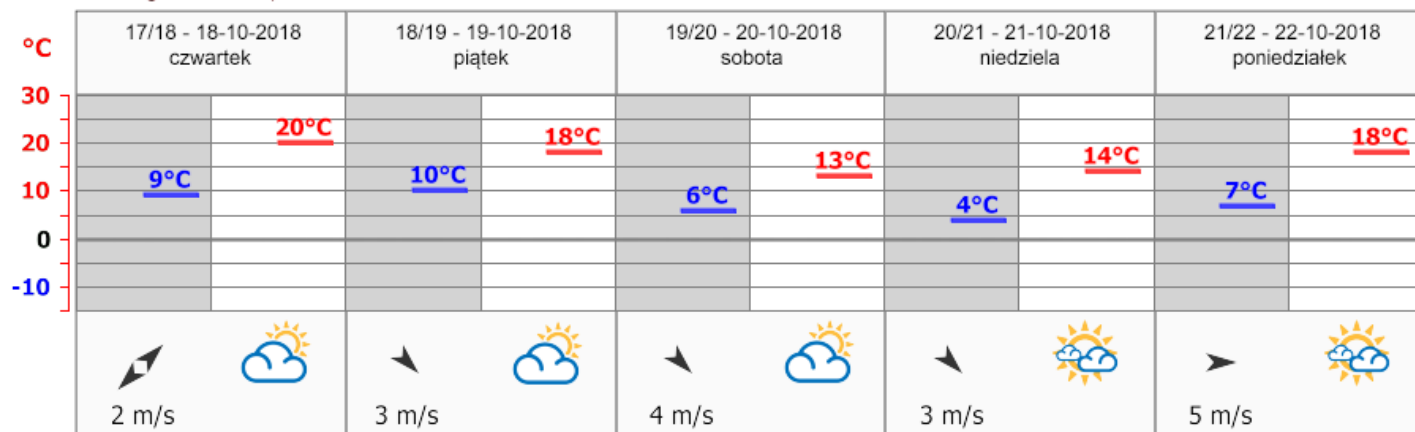 17/18 - 18-10-2018
czwartek
18/19 - 19-10-2018
piątek
19/20 - 20-10-2018
sobota
20/21 - 21-10-2018
niedziela
21/22 - 22-10-2018
poniedziałek
°C
30
20
10
0
-10
9°C
20°C
10°C
18°C
6°C
13°C
4°C
14°C
7°C
18°C
2 m/s
3 m/s
4 m/s
3 m/s
5 m/s